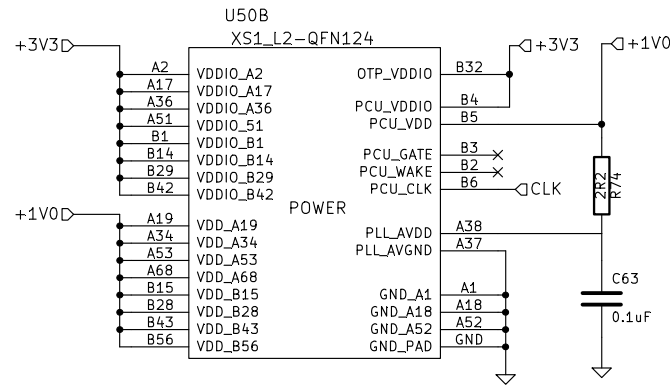 U50B
XS1_L2-QFN124
+3V3
+3V3
+1V0
A2 VDDIO_A2
OTP_VDDIO B32
A17 VDDIO_A17
A36 VDDIO_A36
PCU_VDDIO B4
A51 VDDIO_51
PCU_VDD B5
B1 VDDIO_B1
B14 VDDIO_B14
PCU_GATE B3
B29 VDDIO_B29
PCU_WAKE B2
B42 VDDIO_B42
PCU_CLK B6
CLK
2R2
R74
POWER
+1V0
A19 VDD_A19
A34 VDD_A34
PLL_AVDD A38
A53 VDD_A53
PLL_AVGND A37
A68 VDD_A68
B15 VDD_B15
GND_A1 A1
B28 VDD_B28
GND_A18 A18
B43 VDD_B43
GND_A52 A52
B56 VDD_B56
GND_PAD GND
C63
0.1uF